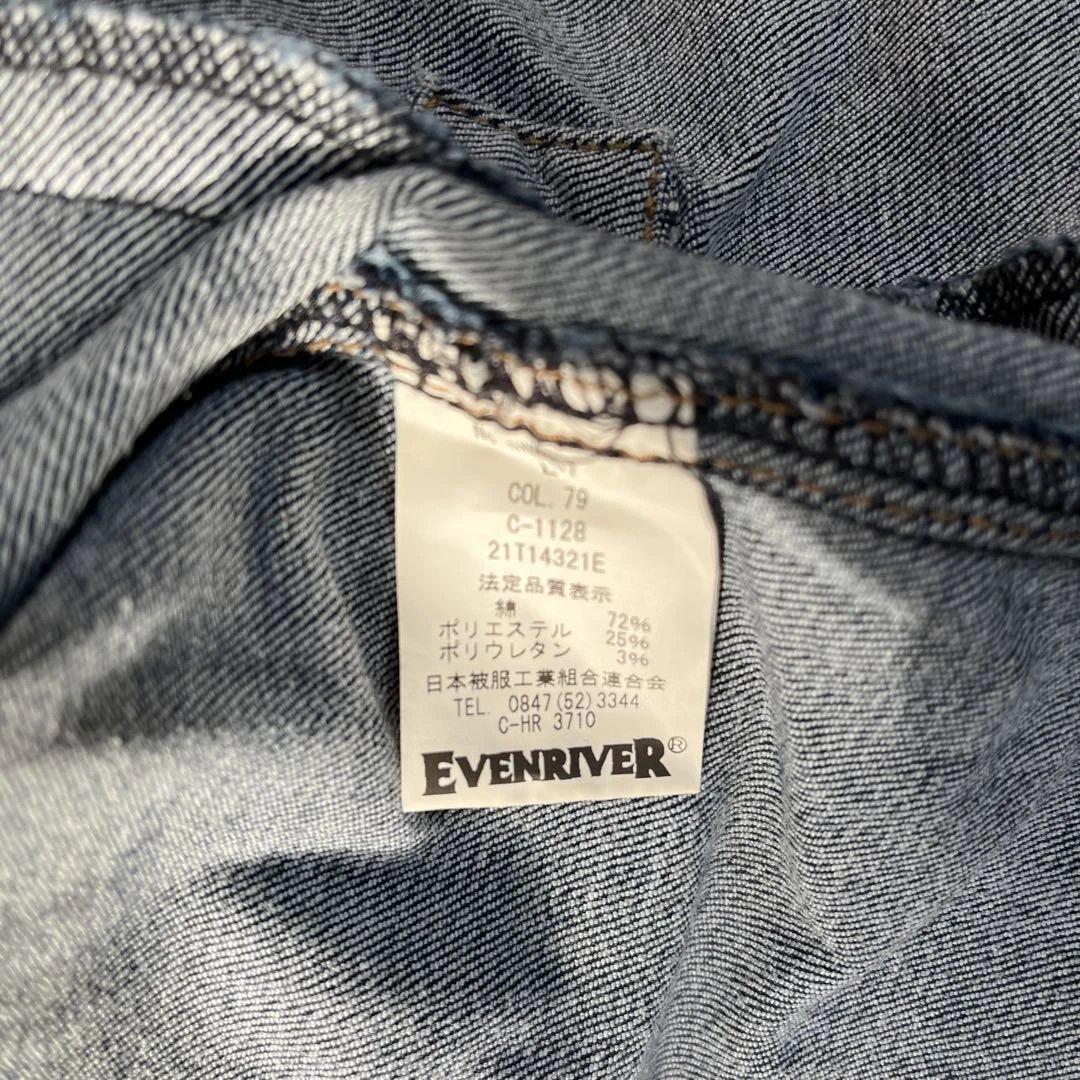 COL. 79
C-1128
21T14321E
法定品質表示
綿 72%
ポリエステル 25%
ポリウレタン 3%
日本被服工業組合連合会
TEL. 0847(52)3344
C-HR 3710
EVENRIVER®